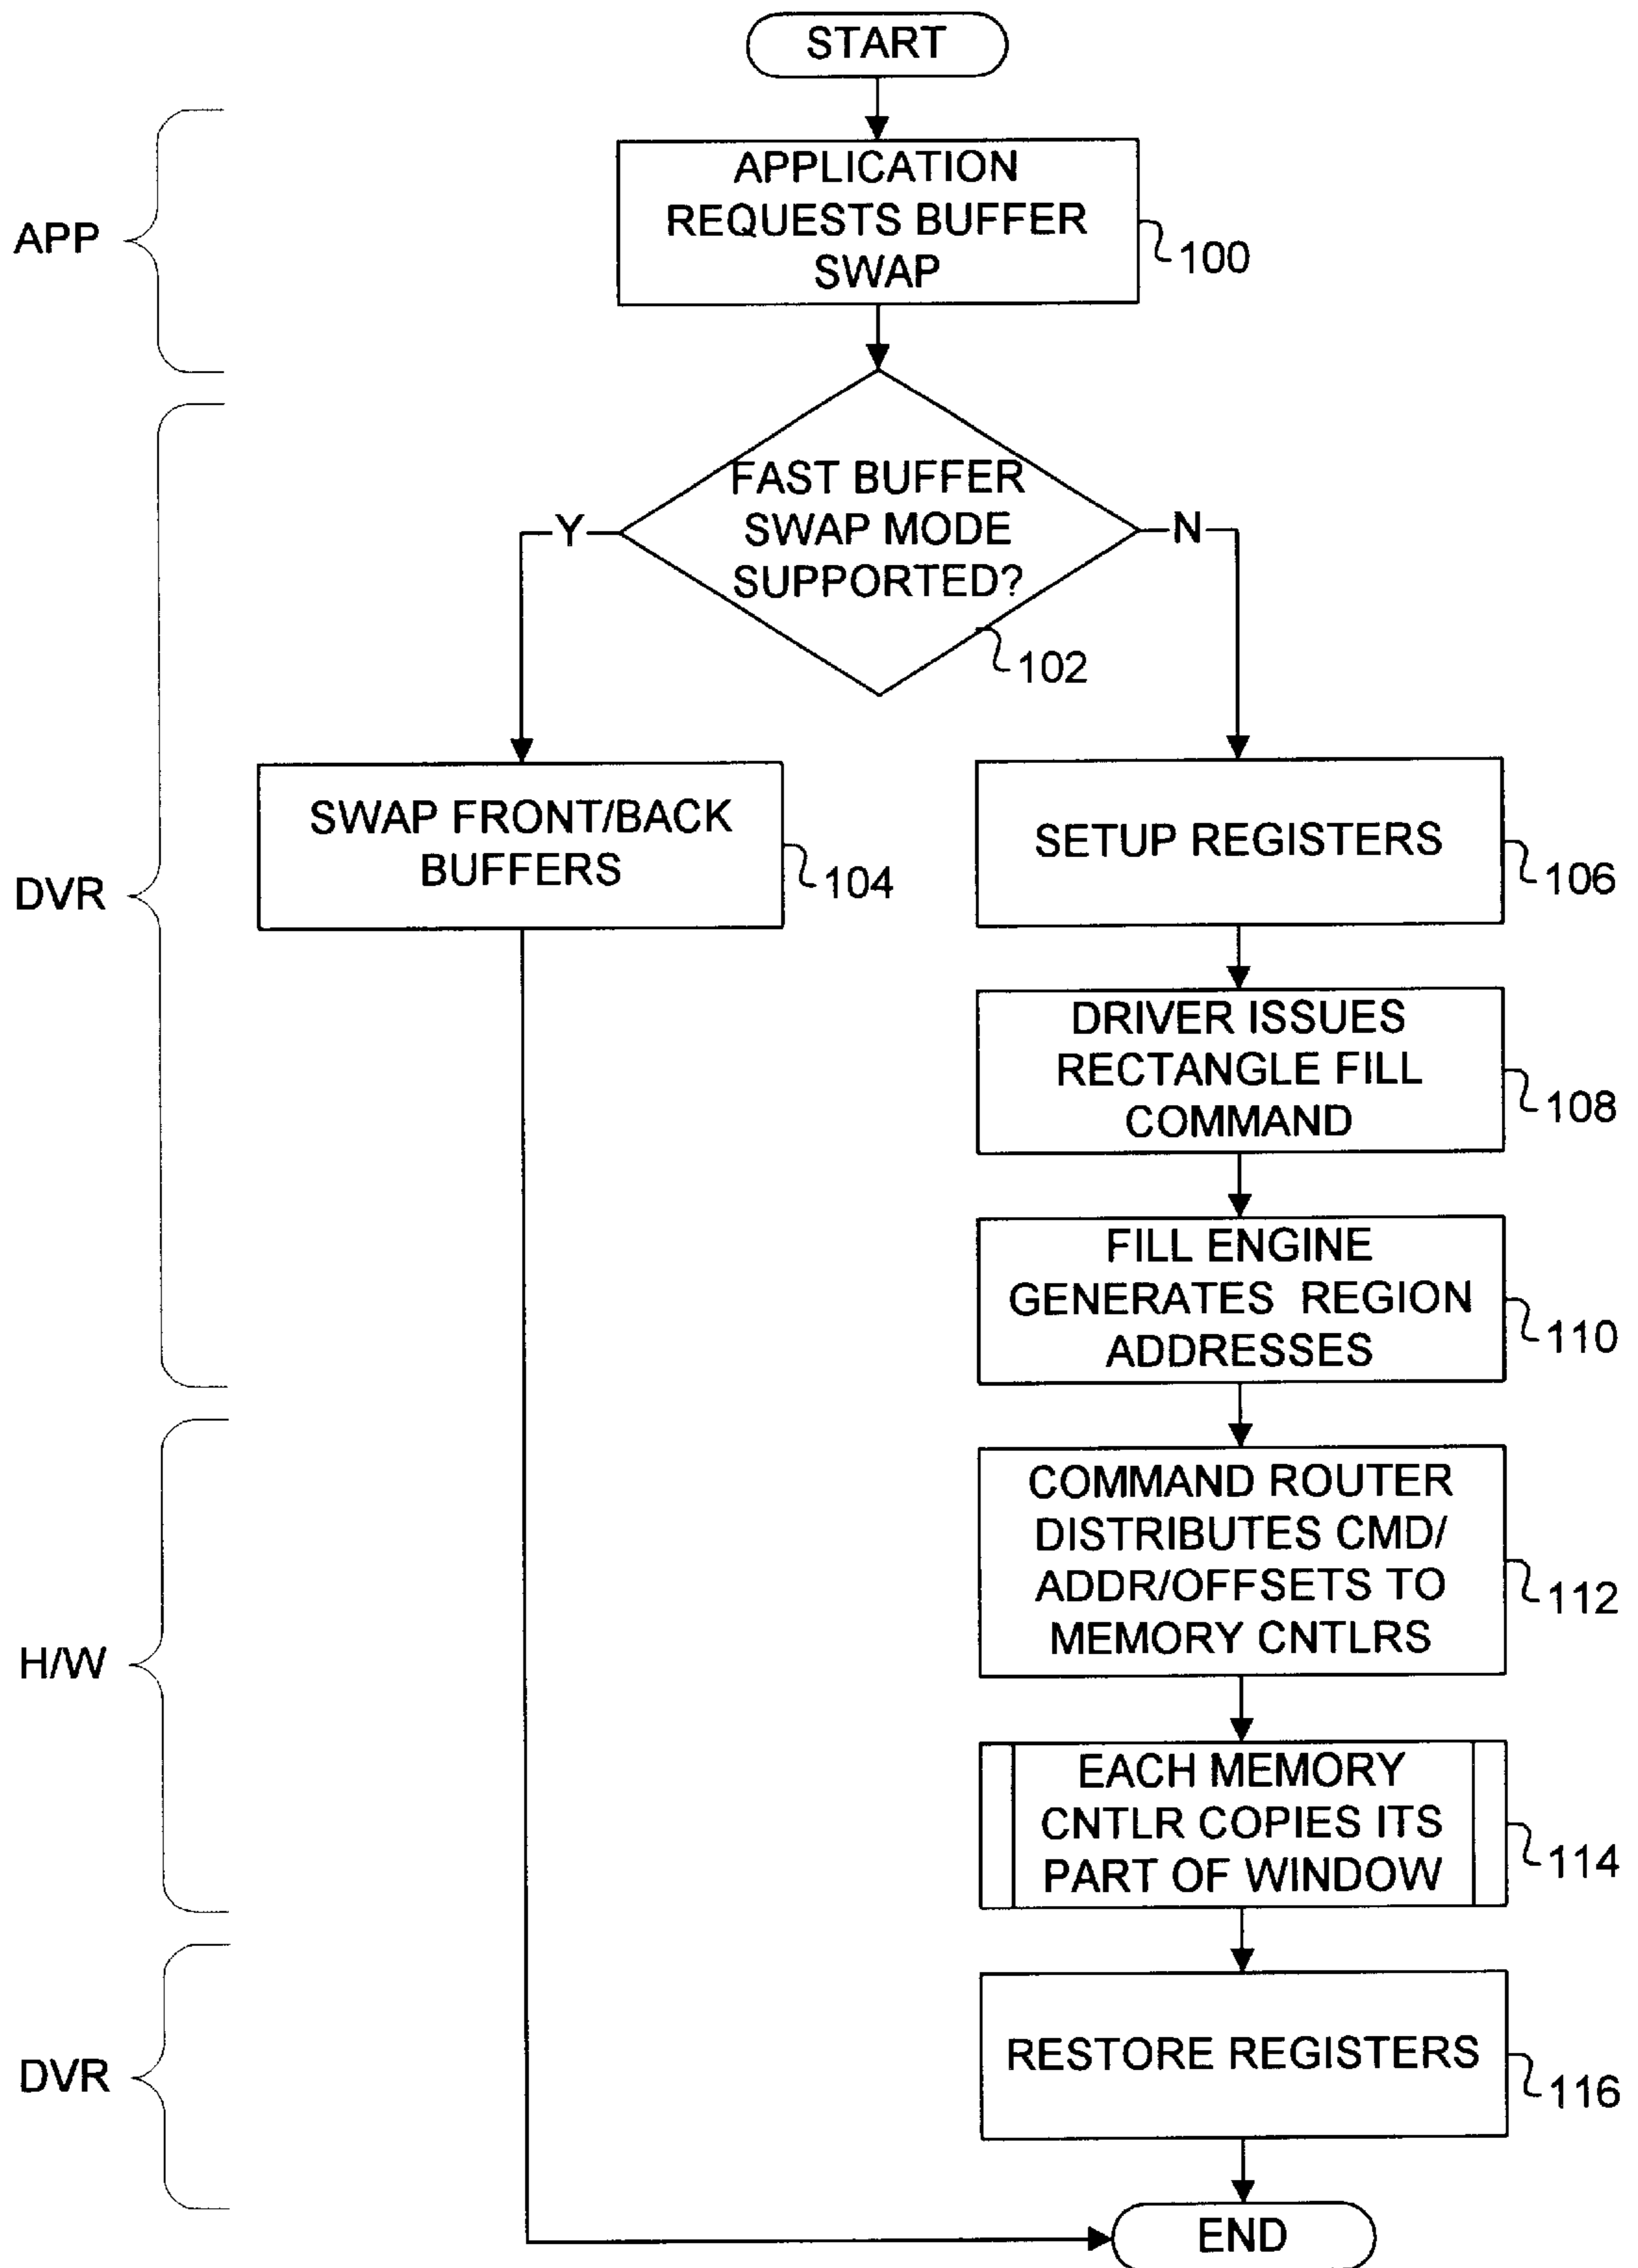 START
APPLICATION
REQUESTS BUFFER
SWAP
100
APP
FAST BUFFER
SWAP MODE
SUPPORTED?
Y
N
102
SWAP FRONT/BACK
BUFFERS
104
SETUP REGISTERS
106
DVR
DRIVER ISSUES
RECTANGLE FILL
COMMAND
108
FILL ENGINE
GENERATES REGION
ADDRESSES
110
COMMAND ROUTER
DISTRIBUTES CMD/
ADDR/OFFSETS TO
MEMORY CNTLRS
112
H/W
EACH MEMORY
CNTLR COPIES ITS
PART OF WINDOW
114
RESTORE REGISTERS
116
DVR
END